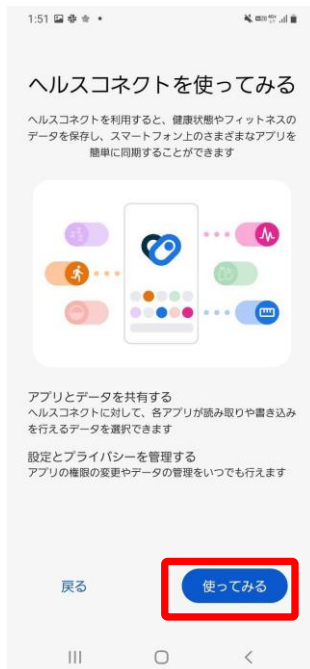 1:51
ヘルスコネクトを使ってみる
ヘルスコネクトを利用すると、健康状態やフィットネスの
データを保存し、スマートフォン上のさまざまなアプリを
簡単に同期することができます
アプリとデータを共有する
ヘルスコネクトに対して、各アプリが読み取りや書き込み
を行えるデータを選択できます
設定とプライバシーを管理する
アプリの権限の変更やデータの管理をいつでも行えます
戻る
使ってみる